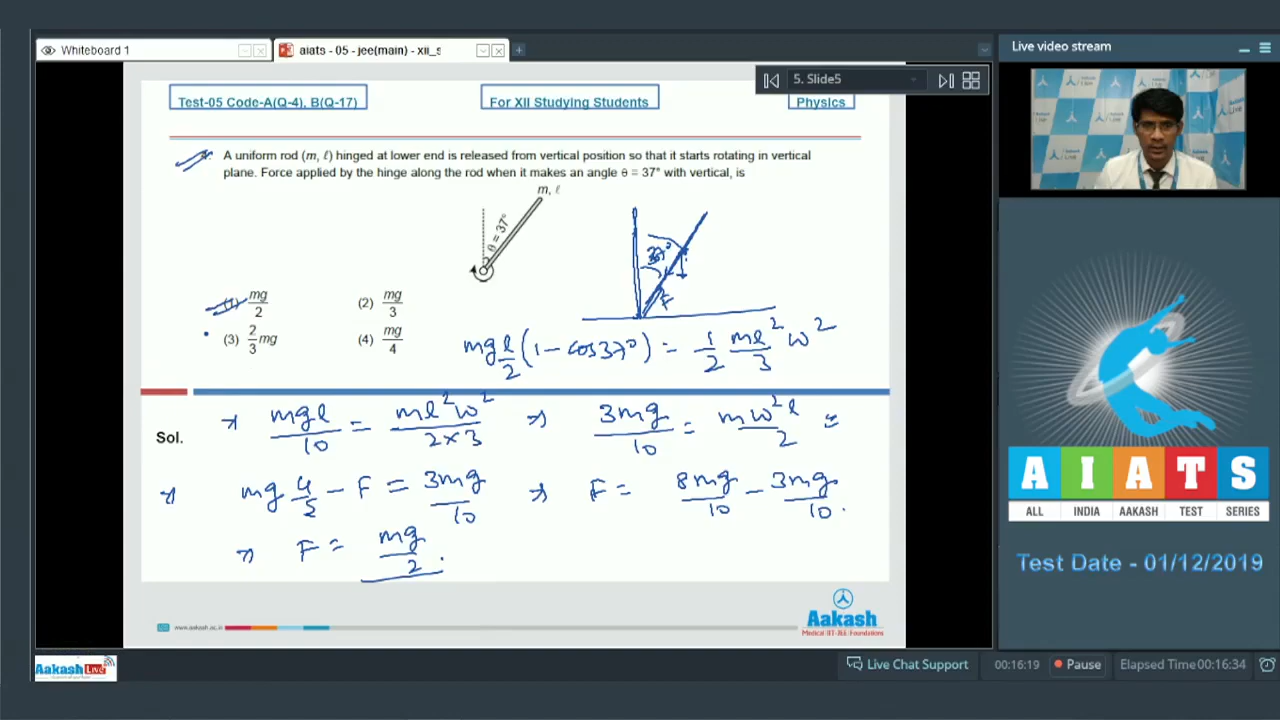 Whiteboard 1
aiats - 05 - jee(main) - xii_s
Live video stream
5. Slide5
Test-05 Code-A(Q-4), B(Q-17)
For XII Studying Students
Physics
A uniform rod (m, ℓ) hinged at lower end is released from vertical position so that it starts rotating in vertical
plane. Force applied by the hinge along the rod when it makes an angle θ = 37° with vertical, is
m, ℓ
θ = 37°
37°
F
(1) mg/2
(2) mg/3
(3) 2/3 mg
(4) mg/4
mg ℓ/2 (1 - cos37°) = 1/2 mℓ²/3 ω²
Sol.
⇒ mgℓ/10 = mℓ²ω²/2×3 ⇒ 3mg/10 = mω²ℓ/2 =
⇒ mg 4/5 - F = 3mg/10 ⇒ F = 8mg/10 - 3mg/10.
⇒ F = mg/2.
www.aakash.ac.in
Aakash
Medical | IIT-JEE | Foundations
A I A T S
ALL INDIA AAKASH TEST SERIES
Test Date - 01/12/2019
Aakash Live
Live Chat Support
00:16:19
Pause
Elapsed Time 00:16:34